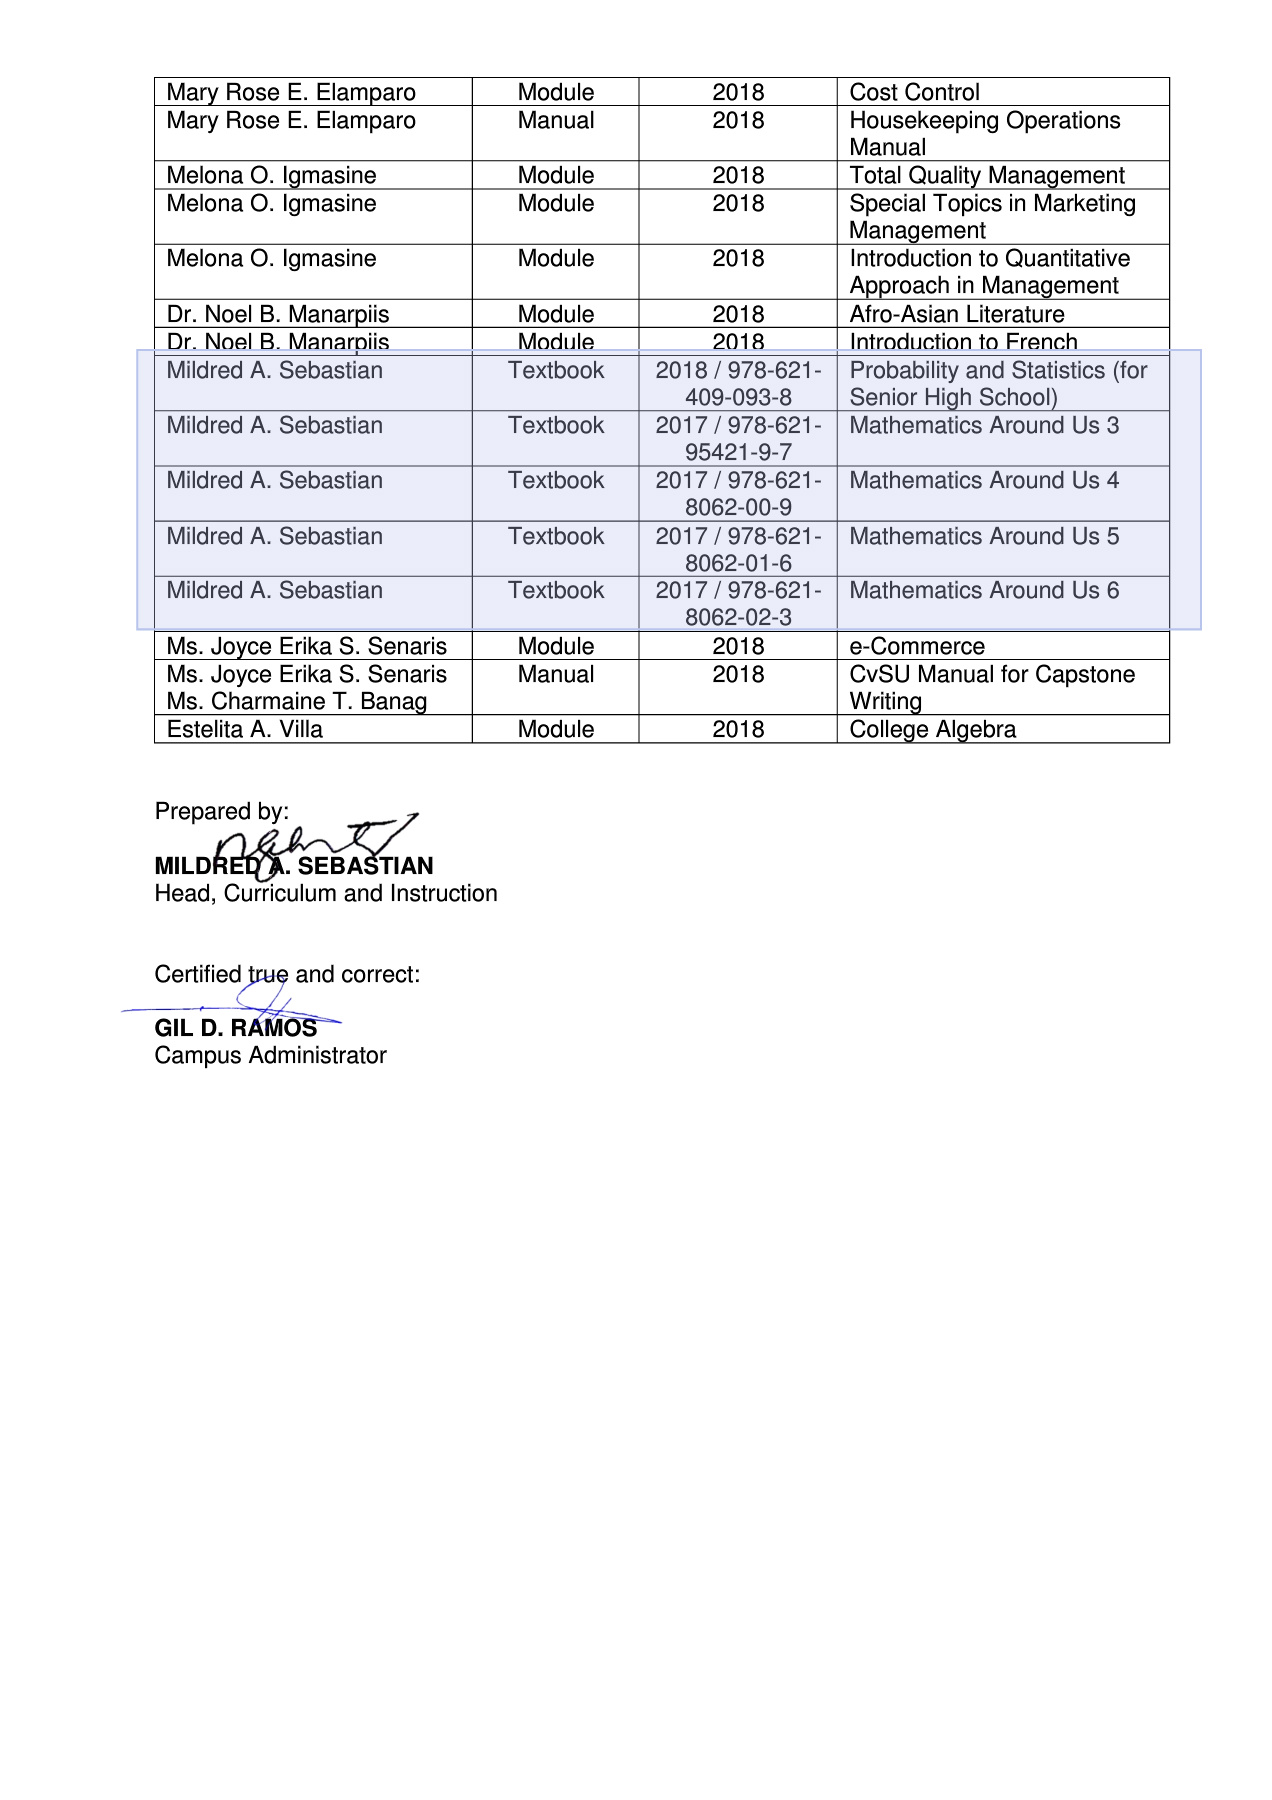 Mary Rose E. Elamparo Module 2018 Cost Control
Mary Rose E. Elamparo Manual 2018 Housekeeping Operations
Manual
Melona O. Igmasine Module 2018 Total Quality Management
Melona O. Igmasine Module 2018 Special Topics in Marketing
Management
Melona O. Igmasine Module 2018 Introduction to Quantitative
Approach in Management
Dr. Noel B. Manarpiis Module 2018 Afro-Asian Literature
Dr. Noel B. Manarpiis Module 2018 Introduction to French
Mildred A. Sebastian Textbook 2018 / 978-621- Probability and Statistics (for
409-093-8 Senior High School)
Mildred A. Sebastian Textbook 2017 / 978-621- Mathematics Around Us 3
95421-9-7
Mildred A. Sebastian Textbook 2017 / 978-621- Mathematics Around Us 4
8062-00-9
Mildred A. Sebastian Textbook 2017 / 978-621- Mathematics Around Us 5
8062-01-6
Mildred A. Sebastian Textbook 2017 / 978-621- Mathematics Around Us 6
8062-02-3
Ms. Joyce Erika S. Senaris Module 2018 e-Commerce
Ms. Joyce Erika S. Senaris Manual 2018 CvSU Manual for Capstone
Ms. Charmaine T. Banag Writing
Estelita A. Villa Module 2018 College Algebra
Prepared by:
MILDRED A. SEBASTIAN
Head, Curriculum and Instruction
Certified true and correct:
GIL D. RAMOS
Campus Administrator